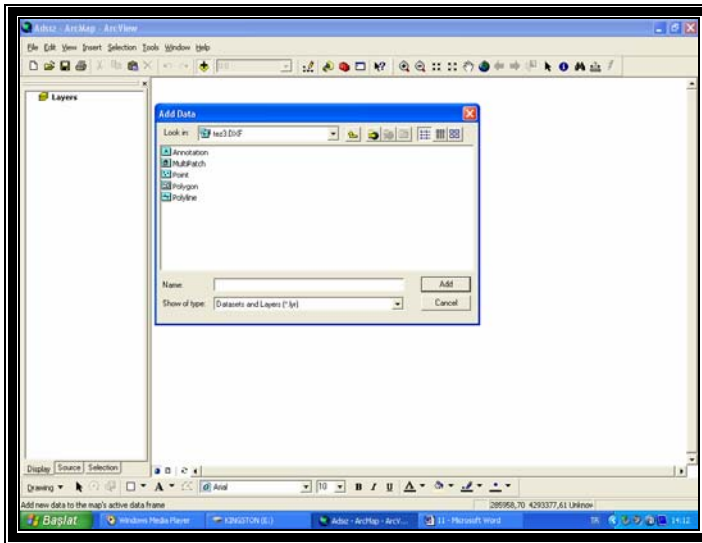 Adsız - ArcMap - ArcView
File Edit View Insert Selection Tools Window Help
Layers
Add Data
Look in: tez3.DXF
Annotation
MultiPatch
Point
Polygon
Polyline
Name:
Add
Show of type: Datasets and Layers (*.lyr)
Cancel
Display Source Selection
Drawing
Arial 10 B I U A
Add new data to the map's active data frame
285958,70 4293377,61 Unknow
Başlat Windows Media Player KINGSTON (E:) Adsız - ArcMap - ArcV... 11 - Microsoft Word TR 14:12